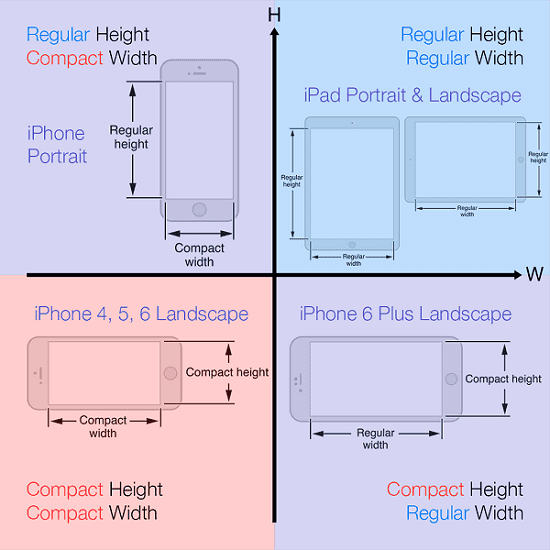 H
Regular Height
Compact Width
iPhone
Portrait
Regular
height
Compact
width
Regular Height
Regular Width
iPad Portrait & Landscape
Regular
height
Regular
width
Regular
height
Regular
width
W
iPhone 4, 5, 6 Landscape
Compact height
Compact
width
Compact Height
Compact Width
iPhone 6 Plus Landscape
Compact height
Regular
width
Compact Height
Regular Width